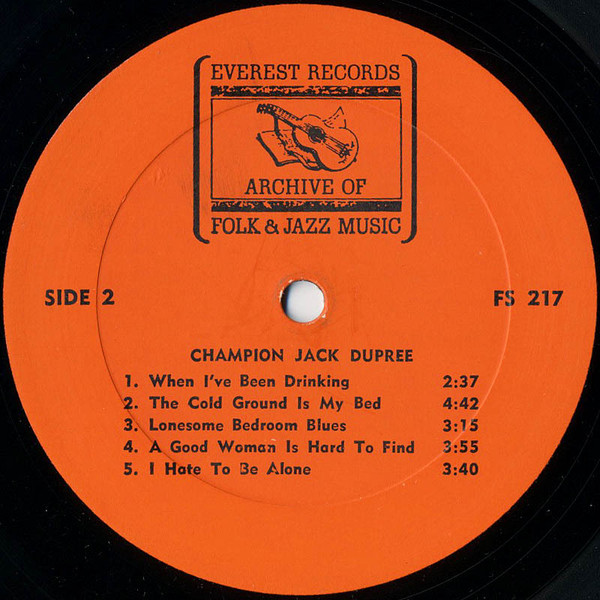 EVEREST RECORDS
ARCHIVE OF
FOLK & JAZZ MUSIC
SIDE 2
FS 217
CHAMPION JACK DUPREE
1. When I've Been Drinking 2:37
2. The Cold Ground Is My Bed 4:42
3. Lonesome Bedroom Blues 3:15
4. A Good Woman Is Hard To Find 3:55
5. I Hate To Be Alone 3:40